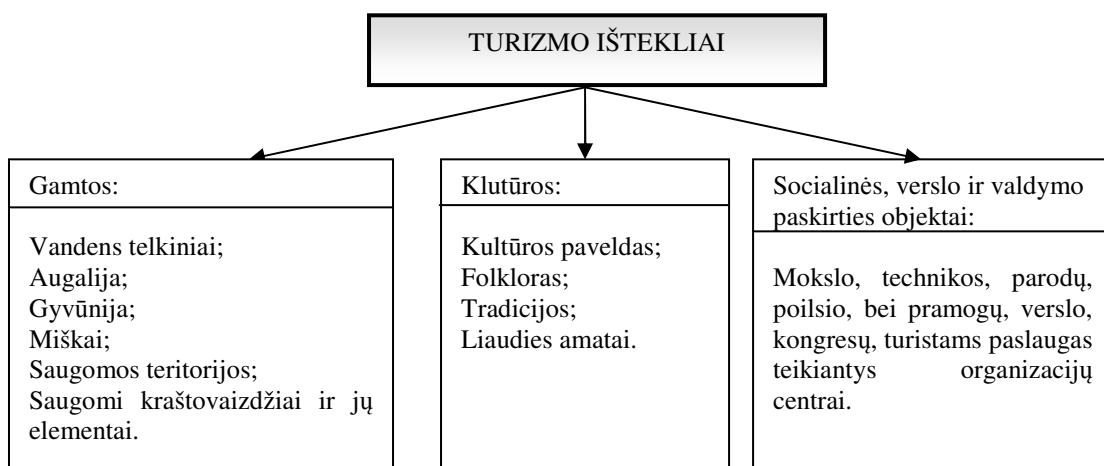 TURIZMO IŠTEKLIAI
Gamtos:
Vandens telkiniai;
Augalija;
Gyvūnija;
Miškai;
Saugomos teritorijos;
Saugomi kraštovaizdžiai ir jų
elementai.
Klutūros:
Kultūros paveldas;
Folkloras;
Tradicijos;
Liaudies amatai.
Socialinės, verslo ir valdymo
paskirties objektai:
Mokslo, technikos, parodų,
poilsio, bei pramogų, verslo,
kongresų, turistams paslaugas
teikiantys organizacijų
centrai.